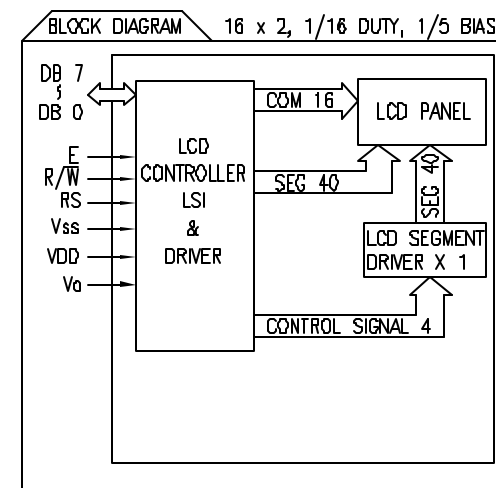 BLOCK DIAGRAM 16 x 2, 1/16 DUTY, 1/5 BIAS
DB 7
DB 0
E
R/W̅
RS
Vss
VDD
Vo
LCD
CONTROLLER
LSI
&
DRIVER
COM 16
LCD PANEL
SEG 40
SEG 40
LCD SEGMENT
DRIVER X 1
CONTROL SIGNAL 4